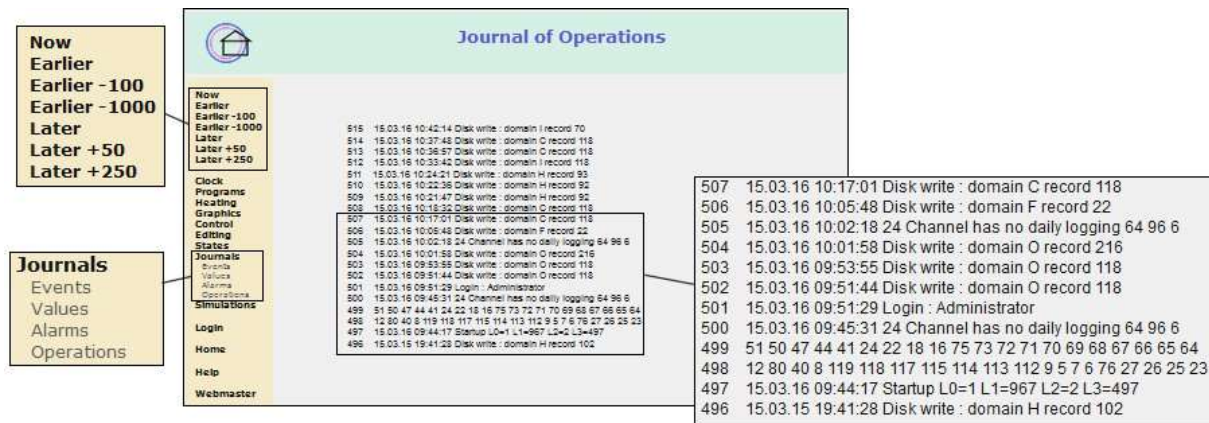 Now
Earlier
Earlier -100
Earlier -1000
Later
Later +50
Later +250
Journals
Events
Values
Alarms
Operations
Journal of Operations
Now
Earlier
Earlier -100
Earlier -1000
Later
Later +50
Later +250
Clock
Programs
Heating
Graphics
Control
Editing
States
Journals
Events
Values
Alarms
Operations
Simulations
Login
Home
Help
Webmaster
515 15.03.16 10:42:14 Disk write : domain I record 70
514 15.03.16 10:37:48 Disk write : domain C record 118
513 15.03.16 10:36:57 Disk write : domain C record 118
512 15.03.16 10:33:42 Disk write : domain I record 118
511 15.03.16 10:24:21 Disk write : domain H record 93
510 15.03.16 10:22:36 Disk write : domain H record 92
509 15.03.16 10:21:47 Disk write : domain H record 92
508 15.03.16 10:18:32 Disk write : domain C record 118
507 15.03.16 10:17:01 Disk write : domain C record 118
506 15.03.16 10:05:48 Disk write : domain F record 22
505 15.03.16 10:02:18 24 Channel has no daily logging 64 96 6
504 15.03.16 10:01:58 Disk write : domain O record 216
503 15.03.16 09:53:55 Disk write : domain O record 118
502 15.03.16 09:51:44 Disk write : domain O record 118
501 15.03.16 09:51:29 Login : Administrator
500 15.03.16 09:45:31 24 Channel has no daily logging 64 96 6
499 51 50 47 44 41 24 22 18 16 75 73 72 71 70 69 68 67 66 65 64
498 12 80 40 8 119 118 117 115 114 113 112 9 5 7 6 76 27 26 25 23
497 15.03.16 09:44:17 Startup L0=1 L1=967 L2=2 L3=497
496 15.03.15 19:41:28 Disk write : domain H record 102
507 15.03.16 10:17:01 Disk write : domain C record 118
506 15.03.16 10:05:48 Disk write : domain F record 22
505 15.03.16 10:02:18 24 Channel has no daily logging 64 96 6
504 15.03.16 10:01:58 Disk write : domain O record 216
503 15.03.16 09:53:55 Disk write : domain O record 118
502 15.03.16 09:51:44 Disk write : domain O record 118
501 15.03.16 09:51:29 Login : Administrator
500 15.03.16 09:45:31 24 Channel has no daily logging 64 96 6
499 51 50 47 44 41 24 22 18 16 75 73 72 71 70 69 68 67 66 65 64
498 12 80 40 8 119 118 117 115 114 113 112 9 5 7 6 76 27 26 25 23
497 15.03.16 09:44:17 Startup L0=1 L1=967 L2=2 L3=497
496 15.03.15 19:41:28 Disk write : domain H record 102